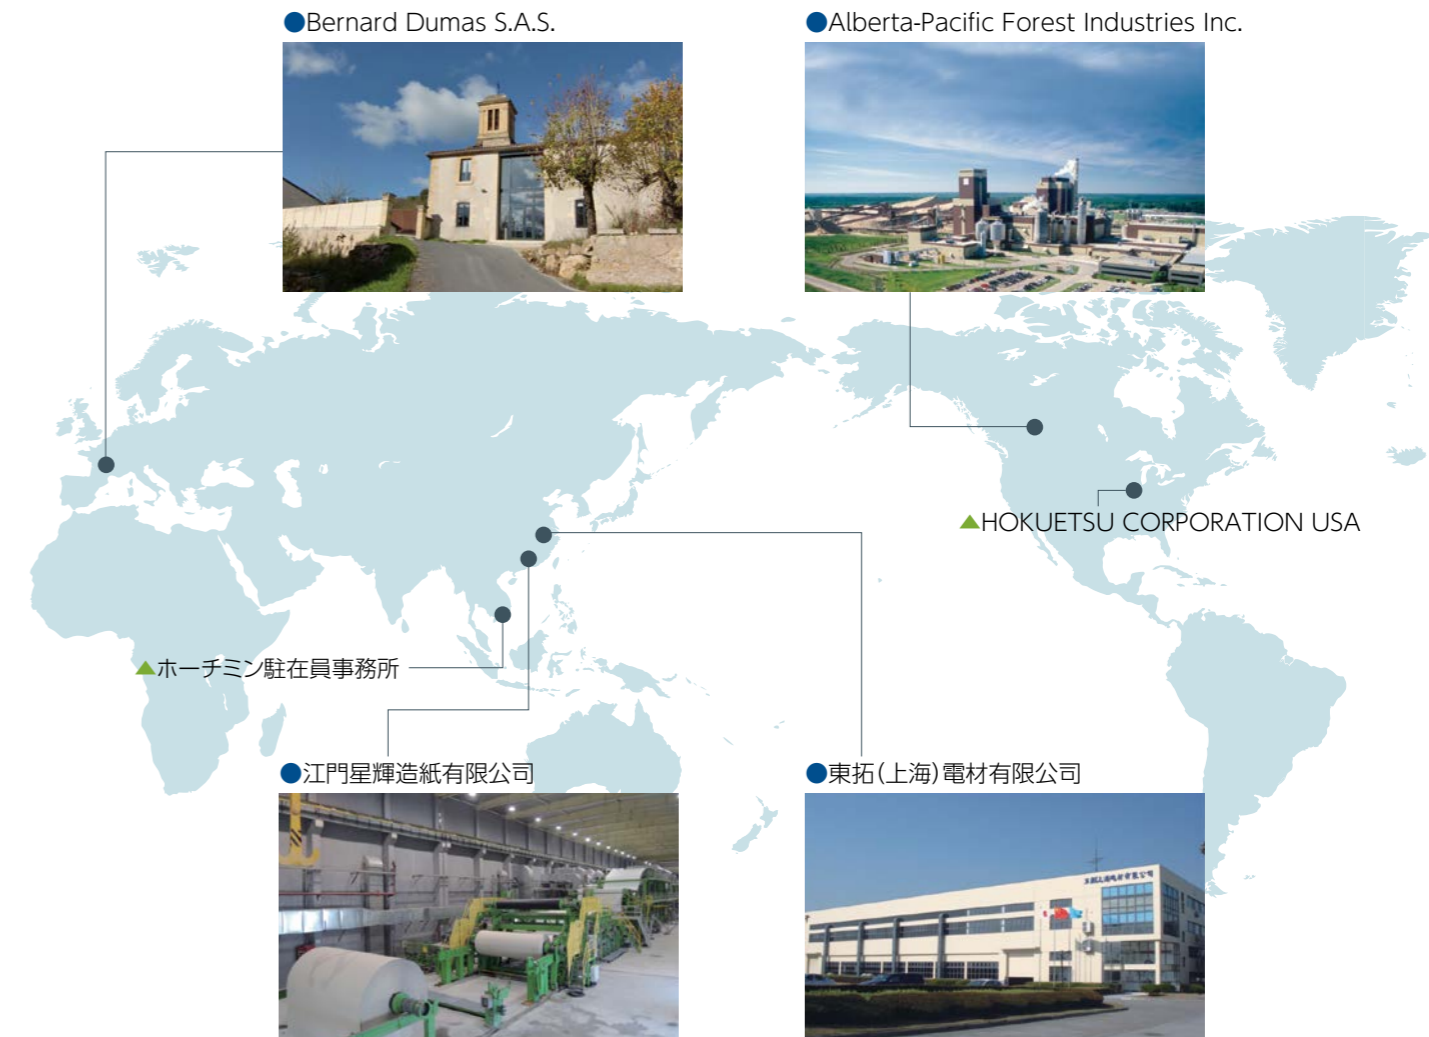 ●Bernard Dumas S.A.S.
●Alberta-Pacific Forest Industries Inc.
▲HOKUETSU CORPORATION USA
▲ホーチミン駐在員事務所
●江門星輝造紙有限公司
●東拓(上海)電材有限公司